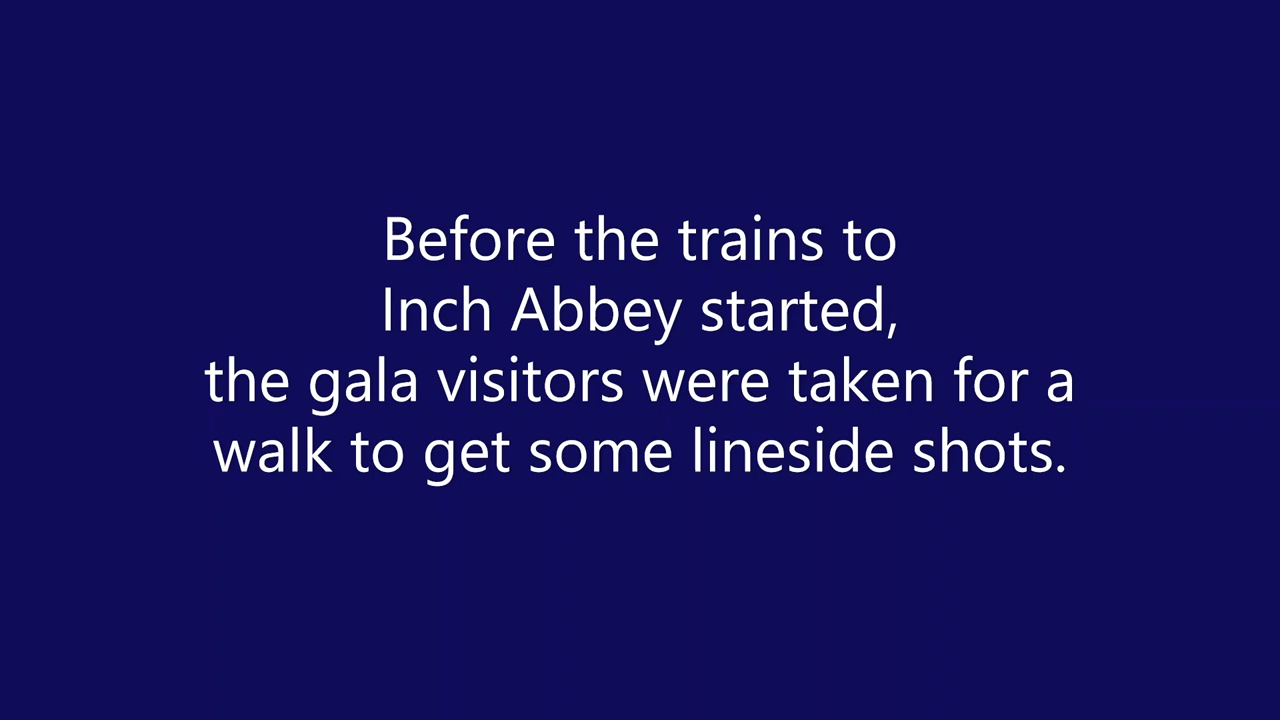 Before the trains to
Inch Abbey started,
the gala visitors were taken for a
walk to get some lineside shots.